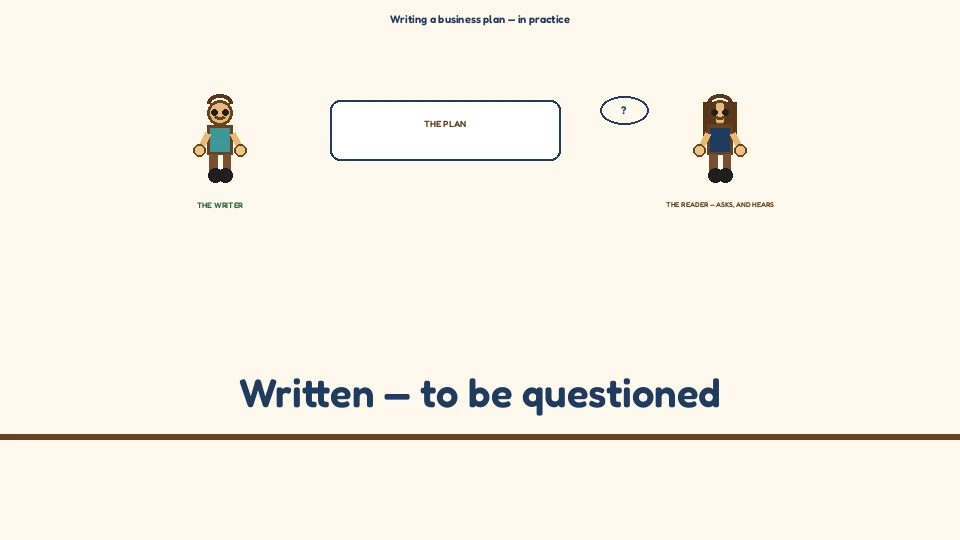 Writing a business plan — in practice
THE PLAN
?
THE WRITER
THE READER — ASKS, AND HEARS
Written — to be questioned